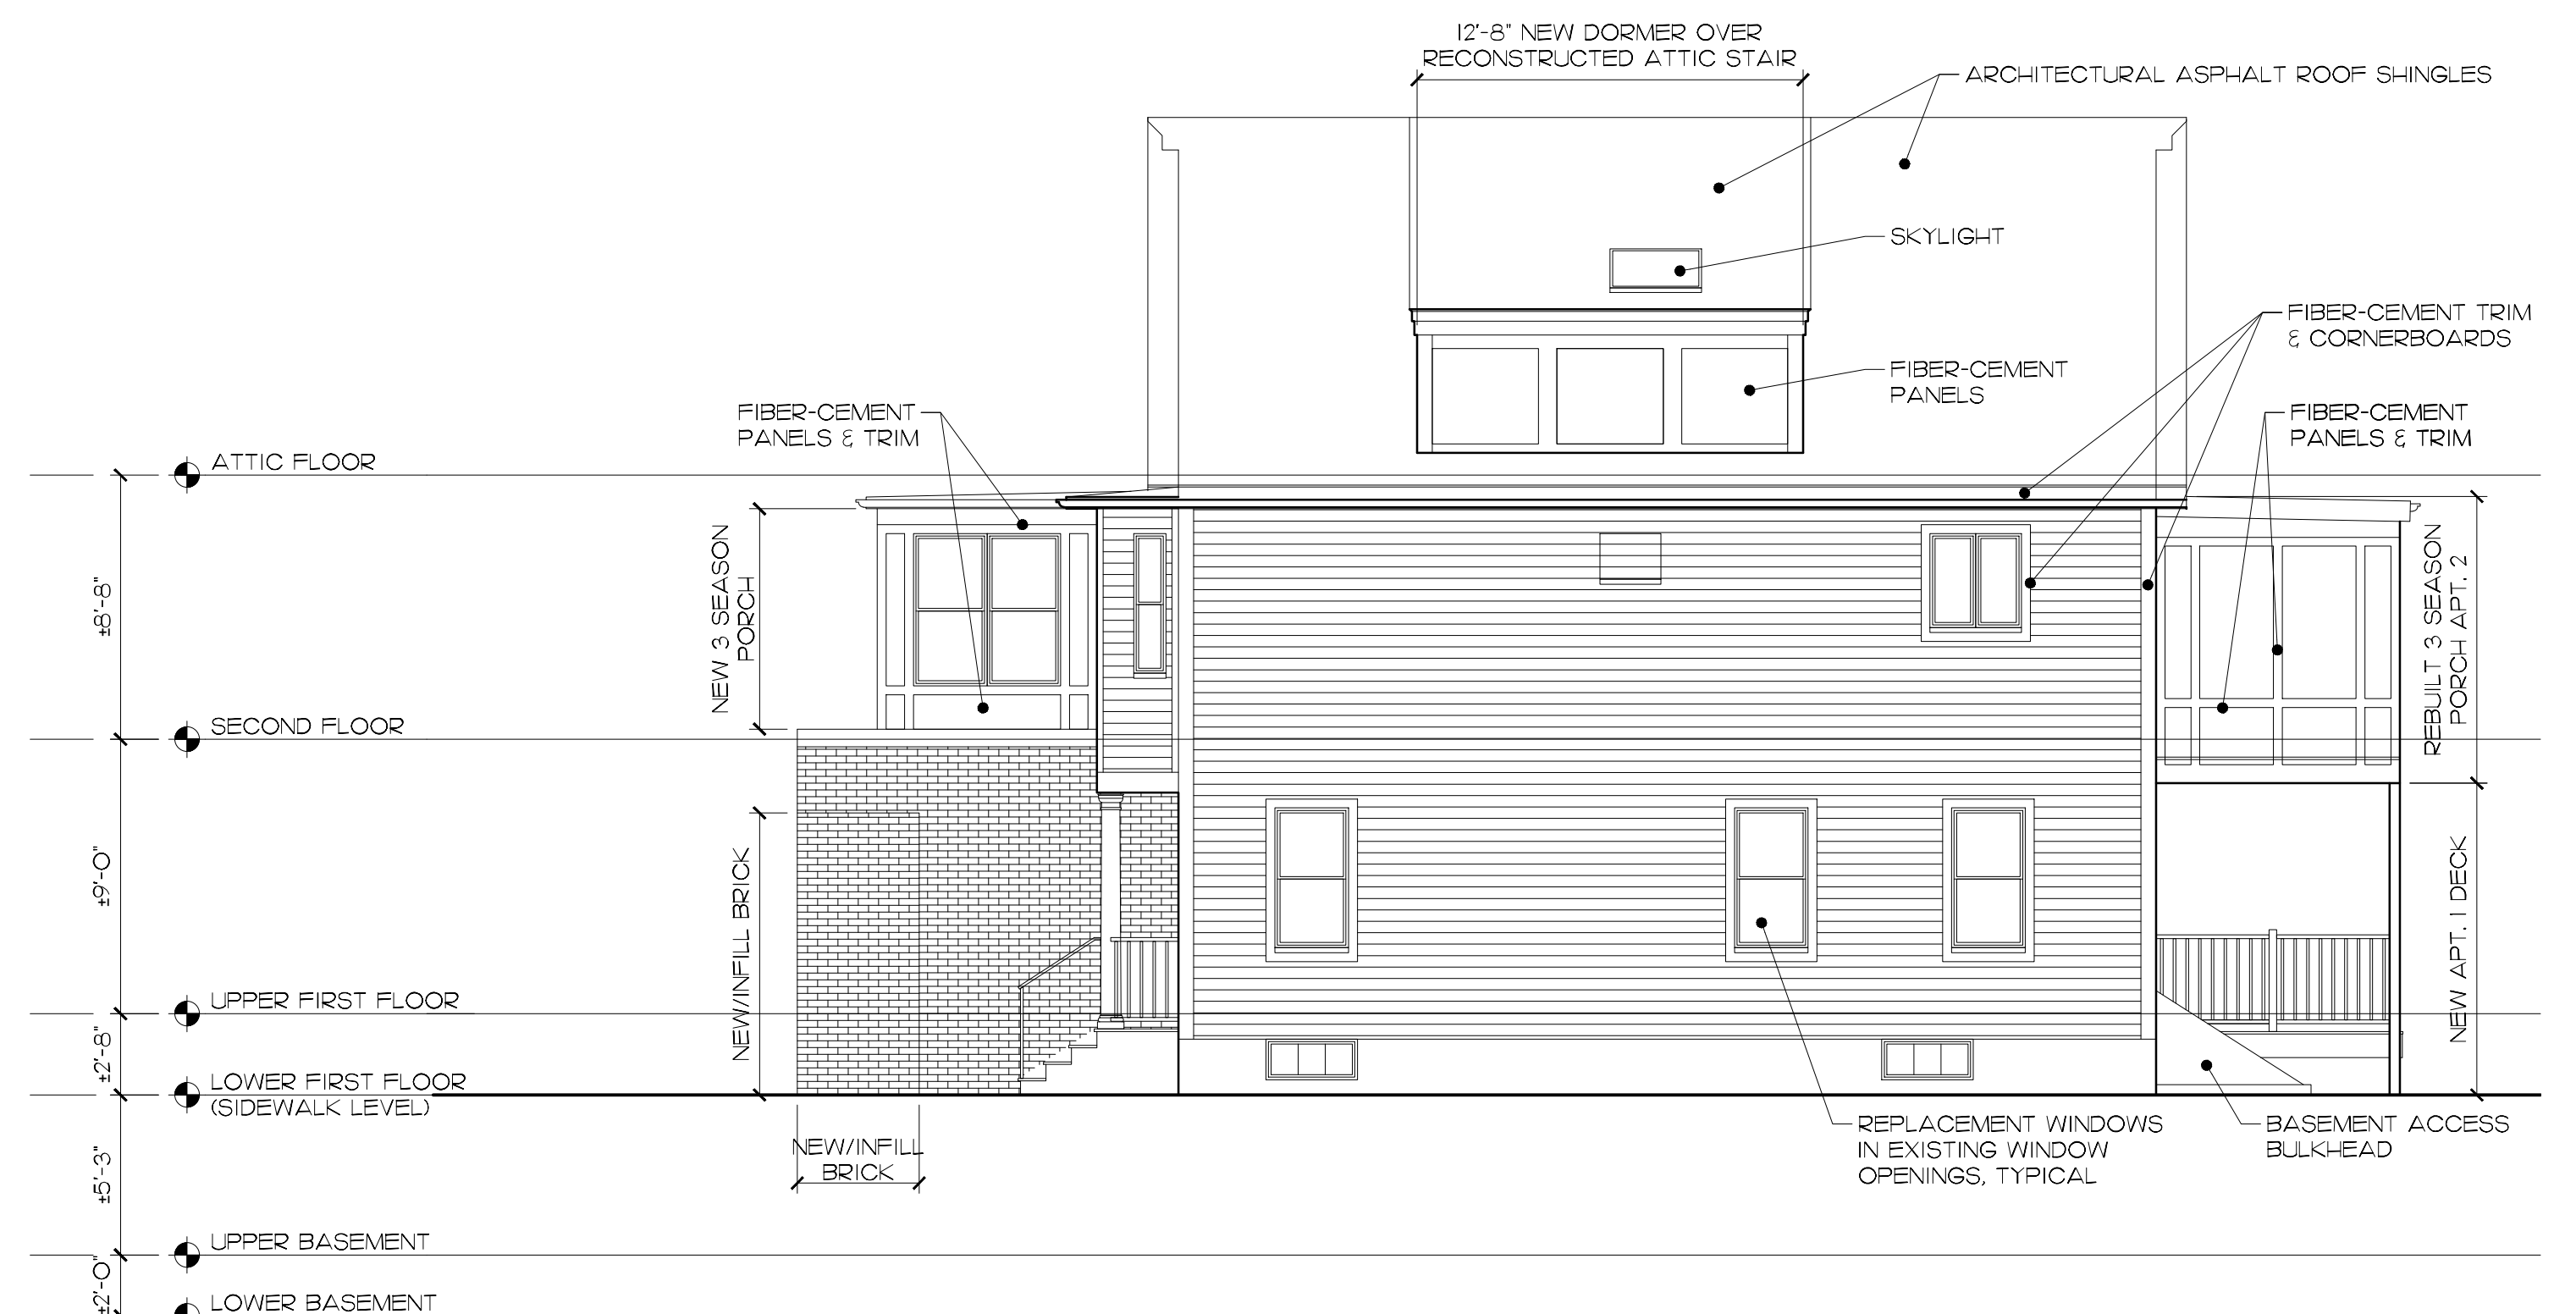 12'-8" NEW DORMER OVER
RECONSTRUCTED ATTIC STAIR
ARCHITECTURAL ASPHALT ROOF SHINGLES
SKYLIGHT
FIBER-CEMENT TRIM
& CORNERBOARDS
FIBER-CEMENT
PANELS
FIBER-CEMENT
PANELS & TRIM
FIBER-CEMENT
PANELS & TRIM
ATTIC FLOOR
±8'-8"
NEW 3 SEASON
PORCH
REBUILT 3 SEASON
PORCH APT. 2
SECOND FLOOR
±9'-0"
NEW/INFILL BRICK
NEW APT. 1 DECK
UPPER FIRST FLOOR
±2'-8"
LOWER FIRST FLOOR
(SIDEWALK LEVEL)
NEW/INFILL
BRICK
REPLACEMENT WINDOWS
IN EXISTING WINDOW
OPENINGS, TYPICAL
BASEMENT ACCESS
BULKHEAD
±5'-3"
UPPER BASEMENT
±2'-0"
LOWER BASEMENT